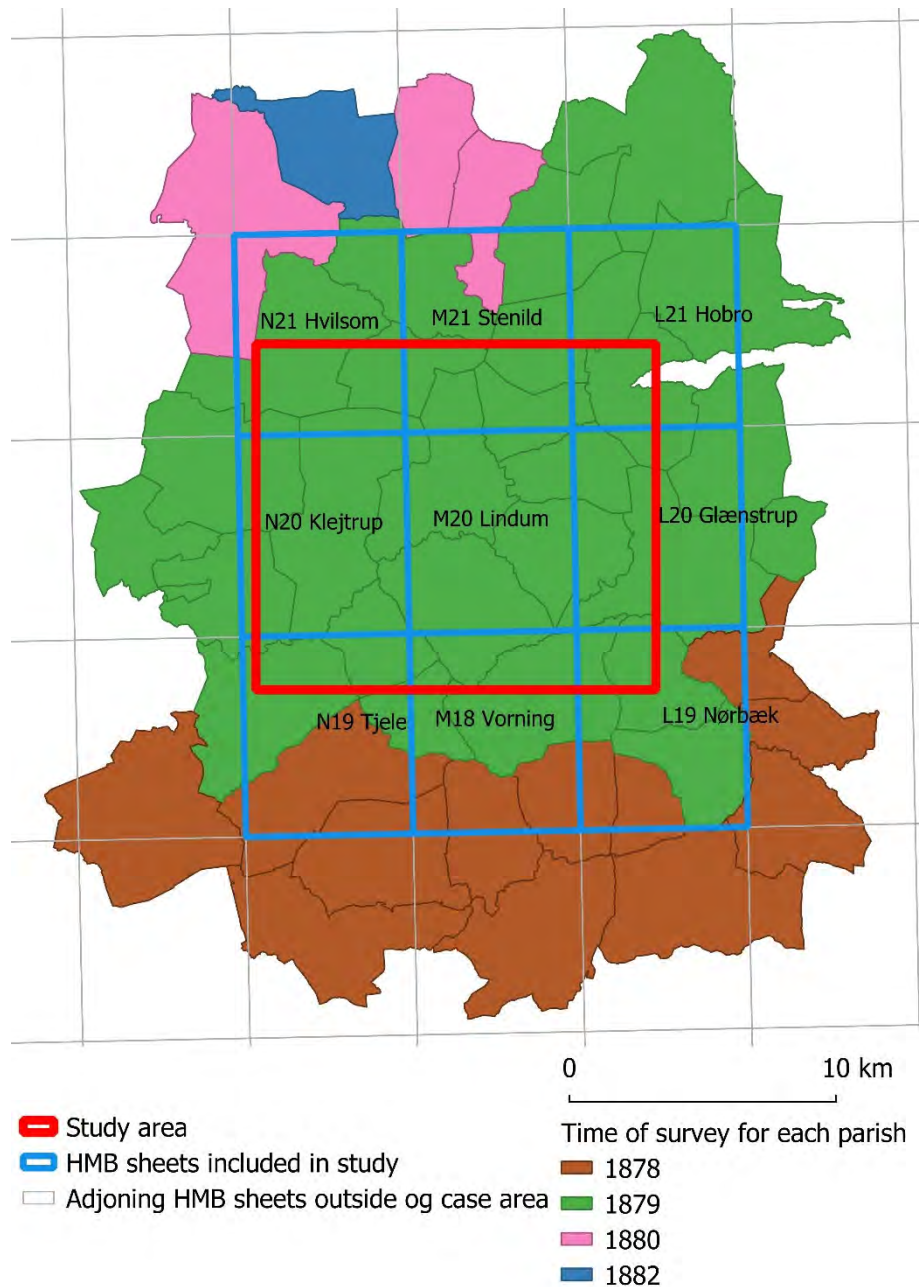 N21 Hvilsom
M21 Stenild
L21 Hobro
N20 Klejtrup
M20 Lindum
L20 Glænstrup
N19 Tjele
M18 Vorning
L19 Nørbæk
0 10 km
Study area
HMB sheets included in study
Adjoning HMB sheets outside og case area
Time of survey for each parish
1878
1879
1880
1882